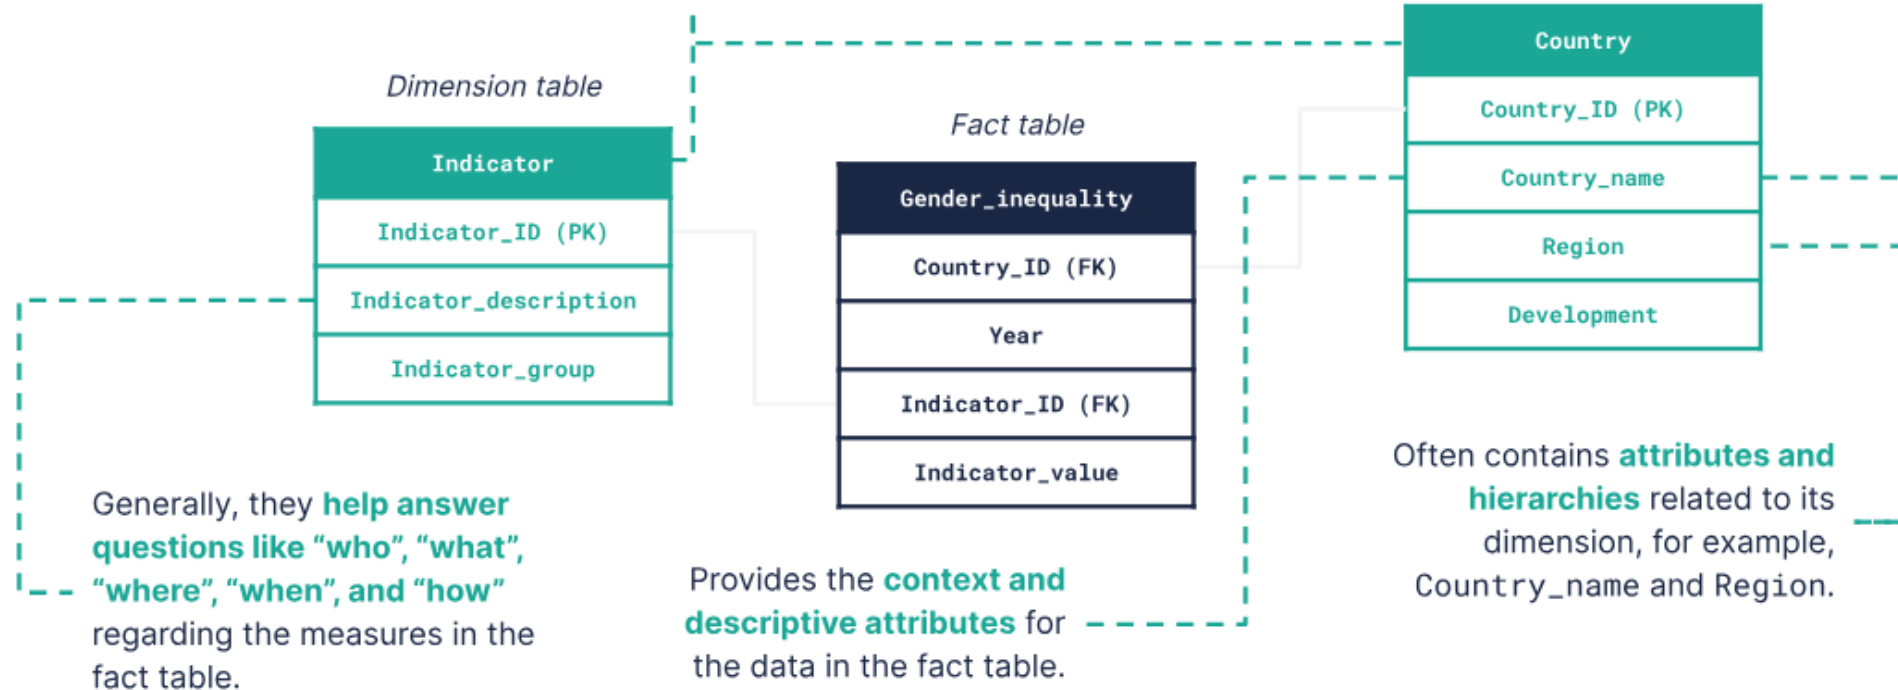 Dimension table
Indicator
Indicator_ID (PK)
Indicator_description
Indicator_group
Generally, they help answer
questions like “who”, “what”,
“where”, “when”, and “how”
regarding the measures in the
fact table.
Fact table
Gender_inequality
Country_ID (FK)
Year
Indicator_ID (FK)
Indicator_value
Provides the context and
descriptive attributes for
the data in the fact table.
Country
Country_ID (PK)
Country_name
Region
Development
Often contains attributes and
hierarchies related to its
dimension, for example,
Country_name and Region.